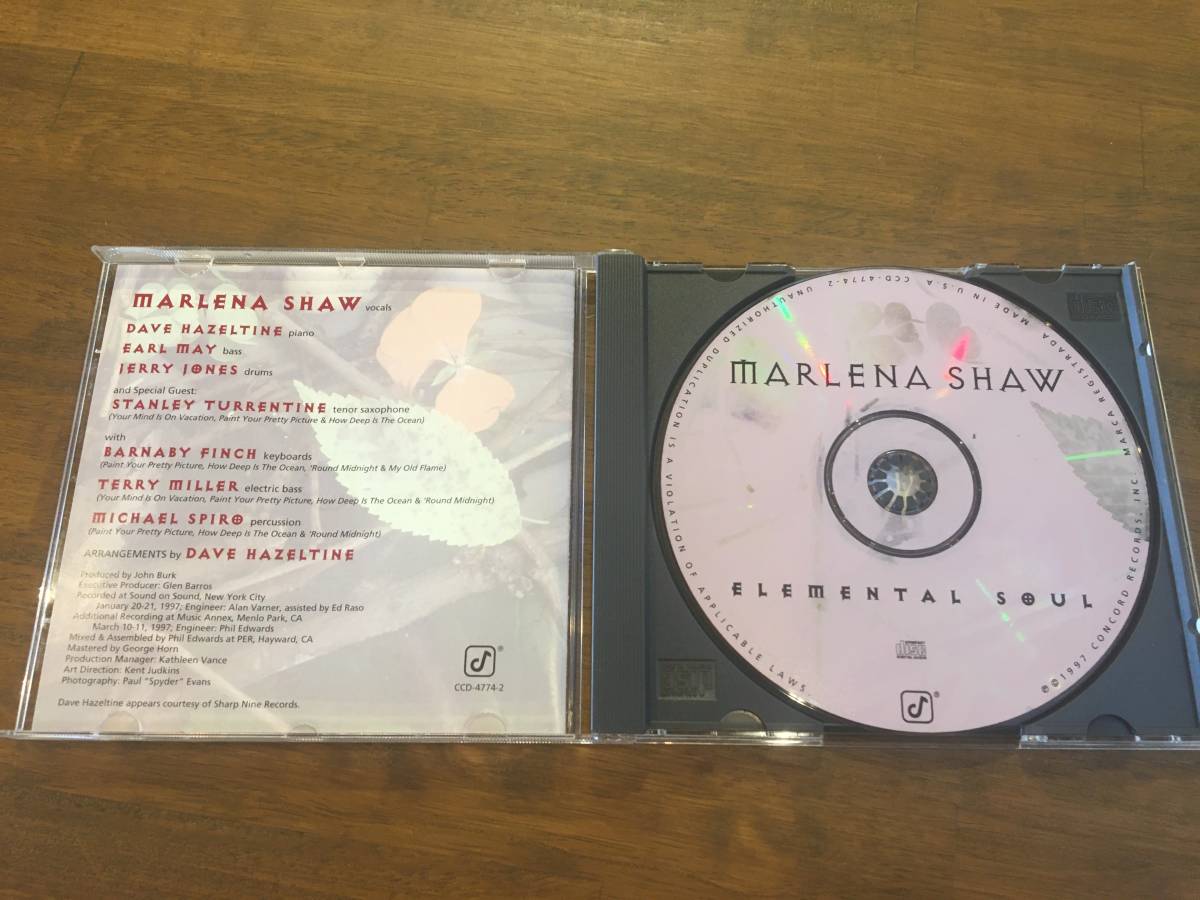 MARLENA SHAW vocals
DAVE HAZELTINE piano
EARL MAY bass
JERRY JONES drums
and Special Guest:
STANLEY TURRENTINE tenor saxophone
(Your Mind Is On Vacation, Paint Your Pretty Picture & How Deep Is The Ocean)
with
BARNABY FINCH keyboards
(Paint Your Pretty Picture, How Deep Is The Ocean, 'Round Midnight & My Old Flame)
TERRY MILLER electric bass
(Your Mind Is On Vacation, Paint Your Pretty Picture, How Deep Is The Ocean & 'Round Midnight)
MICHAEL SPIRO percussion
(Paint Your Pretty Picture, How Deep Is The Ocean & 'Round Midnight)
ARRANGEMENTS by DAVE HAZELTINE
Produced by John Burk
Executive Producer: Glen Barros
Recorded at Sound on Sound, New York City
January 20-21, 1997; Engineer: Alan Varner, assisted by Ed Raso
Additional Recording at Music Annex, Menlo Park, CA
March 10-11, 1997; Engineer: Phil Edwards
Mixed & Assembled by Phil Edwards at PER, Hayward, CA
Mastered by George Horn
Production Manager: Kathleen Vance
Art Direction: Kent Judkins
Photography: Paul "Spyder" Evans
®
CCD-4774-2
Dave Hazeltine appears courtesy of Sharp Nine Records.
MARLENA SHAW
ELEMENTAL SOUL
COMPACT
disc
DIGITAL AUDIO
®
℗©1997 CONCORD RECORDS, INC. MARCA REGISTRADA MADE IN U.S.A CCD-4774-2 UNAUTHORIZED DUPLICATION IS A VIOLATION OF APPLICABLE LAWS.